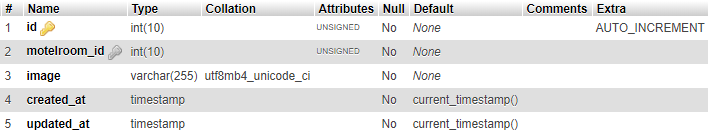 # Name Type Collation Attributes Null Default Comments Extra
1 id int(10) UNSIGNED No None AUTO_INCREMENT
2 motelroom_id int(10) UNSIGNED No None
3 image varchar(255) utf8mb4_unicode_ci No None
4 created_at timestamp No current_timestamp()
5 updated_at timestamp No current_timestamp()